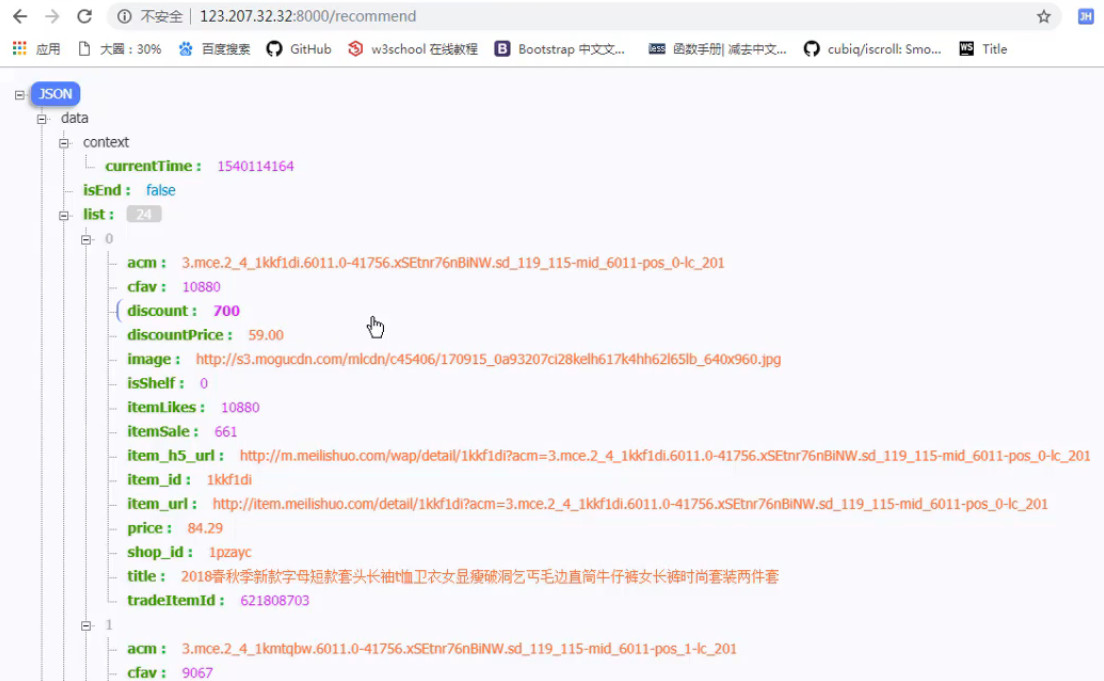 不安全 123.207.32.32:8000/recommend JH
应用 大圆：30% 百度搜索 GitHub w3school 在线教程 B Bootstrap 中文文... less 函数手册| 减去中文... cubiq/iscroll: Smo... WS Title
JSON
data
context
currentTime : 1540114164
isEnd : false
list : 24
0
acm : 3.mce.2_4_1kkf1di.6011.0-41756.xSEtnr76nBiNW.sd_119_115-mid_6011-pos_0-lc_201
cfav : 10880
discount : 700
discountPrice : 59.00
image : http://s3.mogucdn.com/mlcdn/c45406/170915_0a93207ci28kelh617k4hh62l65lb_640x960.jpg
isShelf : 0
itemLikes : 10880
itemSale : 661
item_h5_url : http://m.meilishuo.com/wap/detail/1kkf1di?acm=3.mce.2_4_1kkf1di.6011.0-41756.xSEtnr76nBiNW.sd_119_115-mid_6011-pos_0-lc_201
item_id : 1kkf1di
item_url : http://item.meilishuo.com/detail/1kkf1di?acm=3.mce.2_4_1kkf1di.6011.0-41756.xSEtnr76nBiNW.sd_119_115-mid_6011-pos_0-lc_201
price : 84.29
shop_id : 1pzayc
title : 2018春秋季新款字母短款套头长袖t恤卫衣女显瘦破洞乞丐毛边直筒牛仔裤女长裤时尚套装两件套
tradeItemId : 621808703
1
acm : 3.mce.2_4_1kmtqbw.6011.0-41756.xSEtnr76nBiNW.sd_119_115-mid_6011-pos_1-lc_201
cfav : 9067